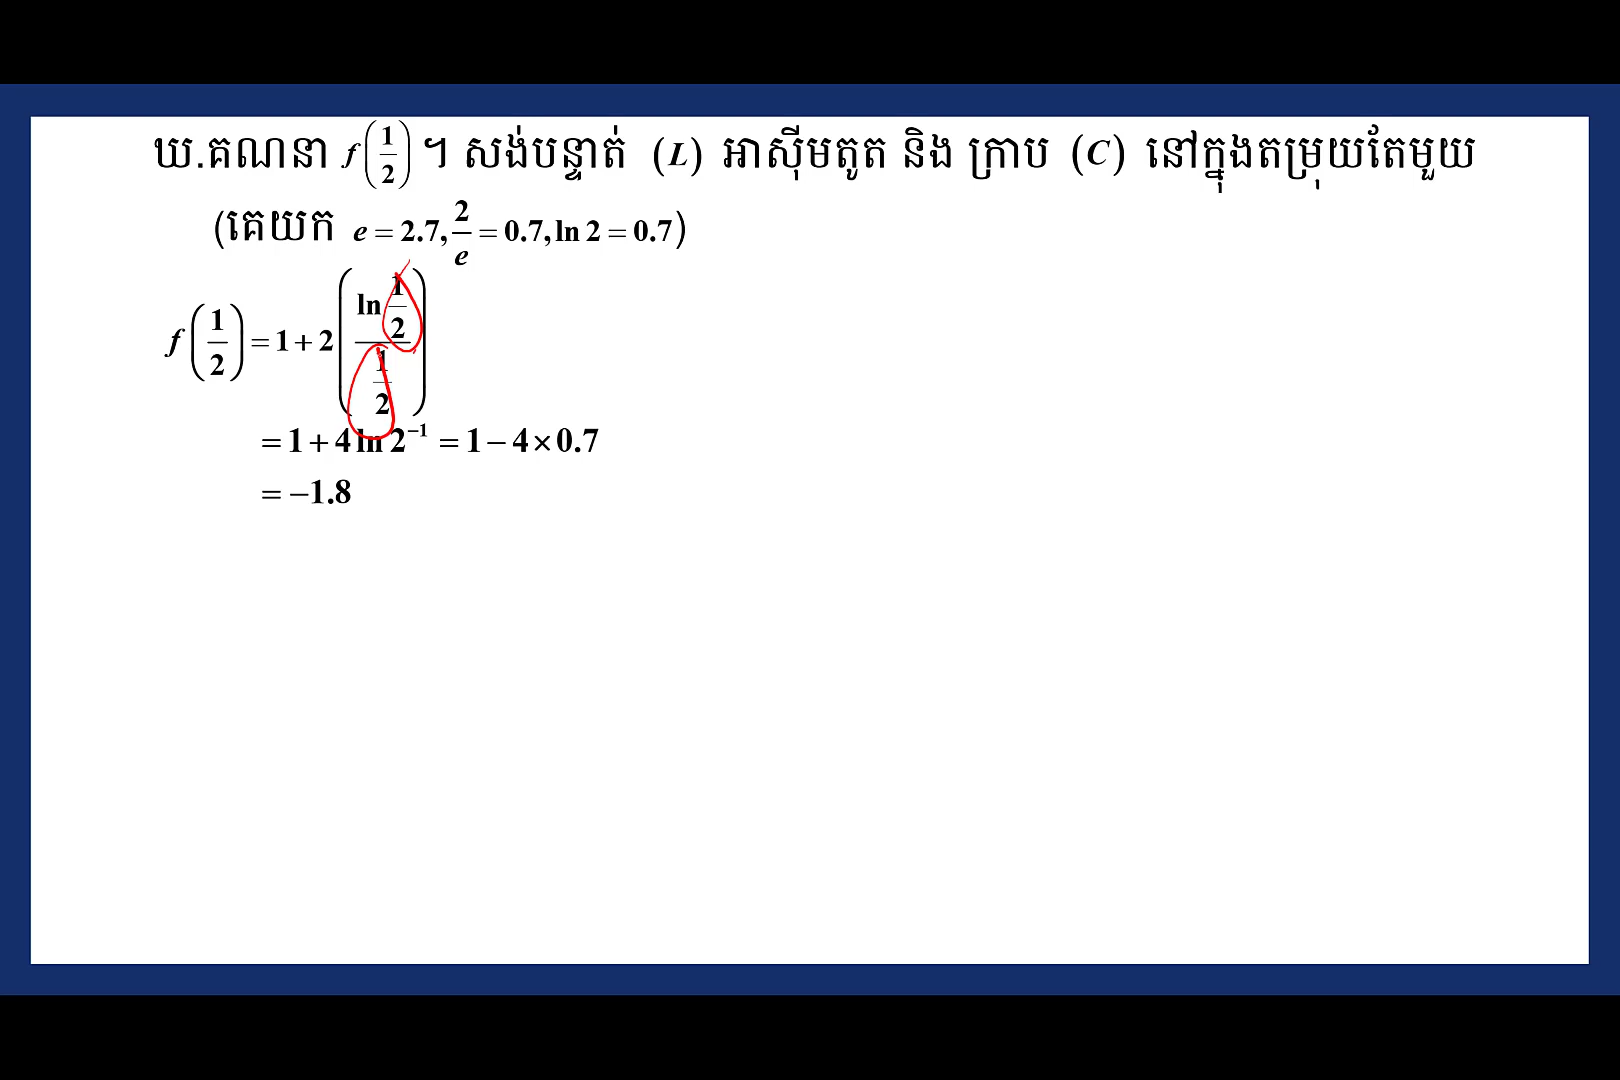 ឃ.គណនា f(1/2) ។ សង់បន្ទាត់ (L) អាស៊ីមតូត និង ក្រាប (C) នៅក្នុងតម្រុយតែមួយ
(គេយក e = 2.7, 2/e = 0.7, ln 2 = 0.7)
f(1/2) = 1 + 2(ln 1/2 / 1/2)
= 1 + 4 ln 2⁻¹ = 1 − 4 × 0.7
= −1.8